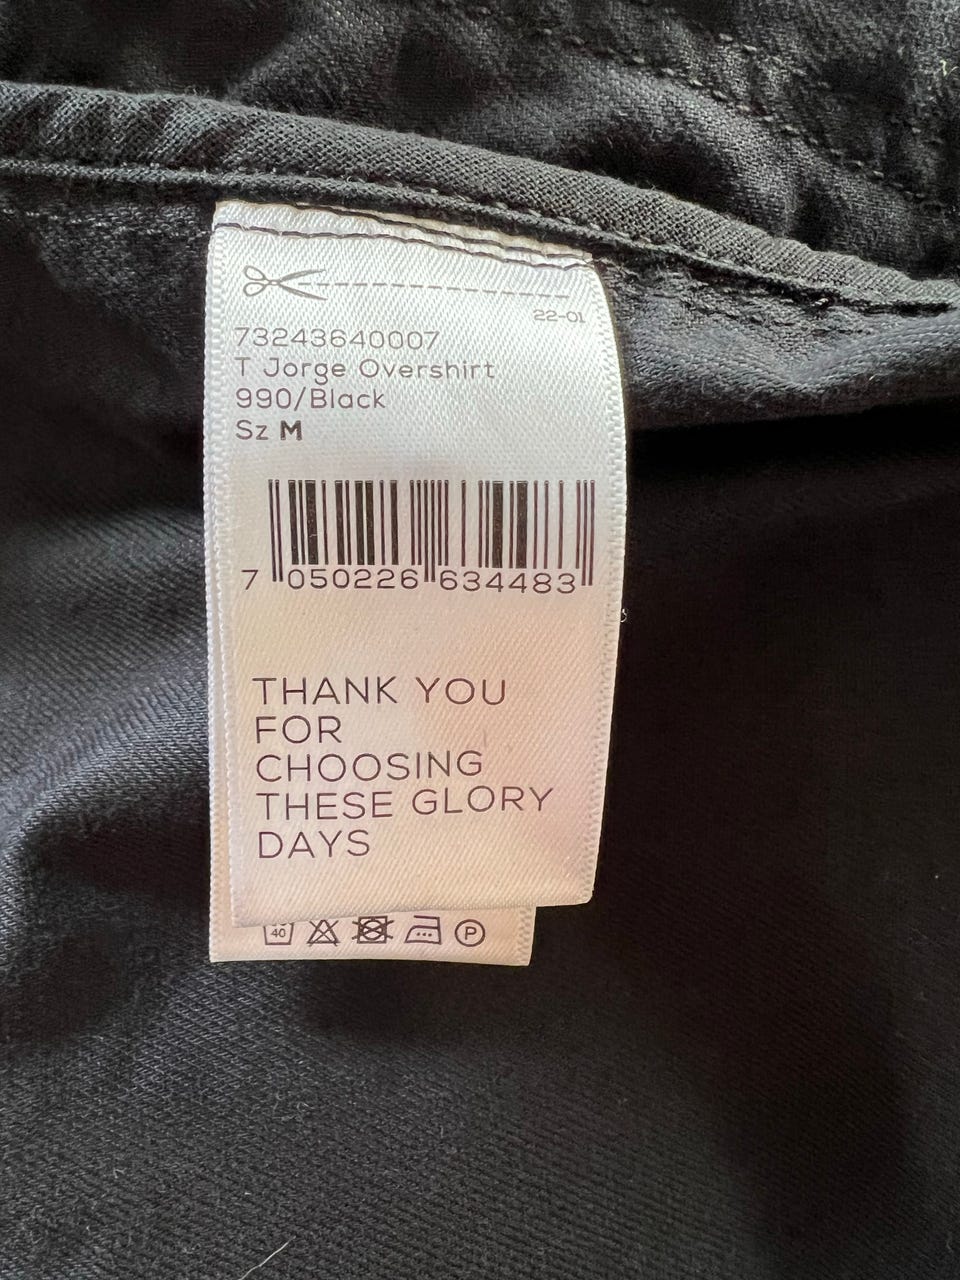 22-01
73243640007
T Jorge Overshirt
990/Black
Sz M
7 050226 634483
THANK YOU
FOR
CHOOSING
THESE GLORY
DAYS
40
P